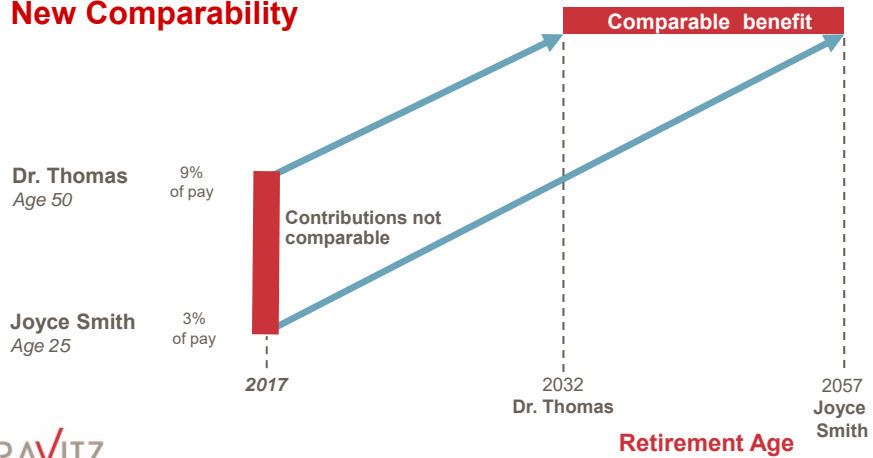 New Comparability
Comparable benefit
Dr. Thomas
Age 50
9%
of pay
Contributions not
comparable
Joyce Smith
Age 25
3%
of pay
2017
2032
Dr. Thomas
2057
Joyce
Smith
Retirement Age